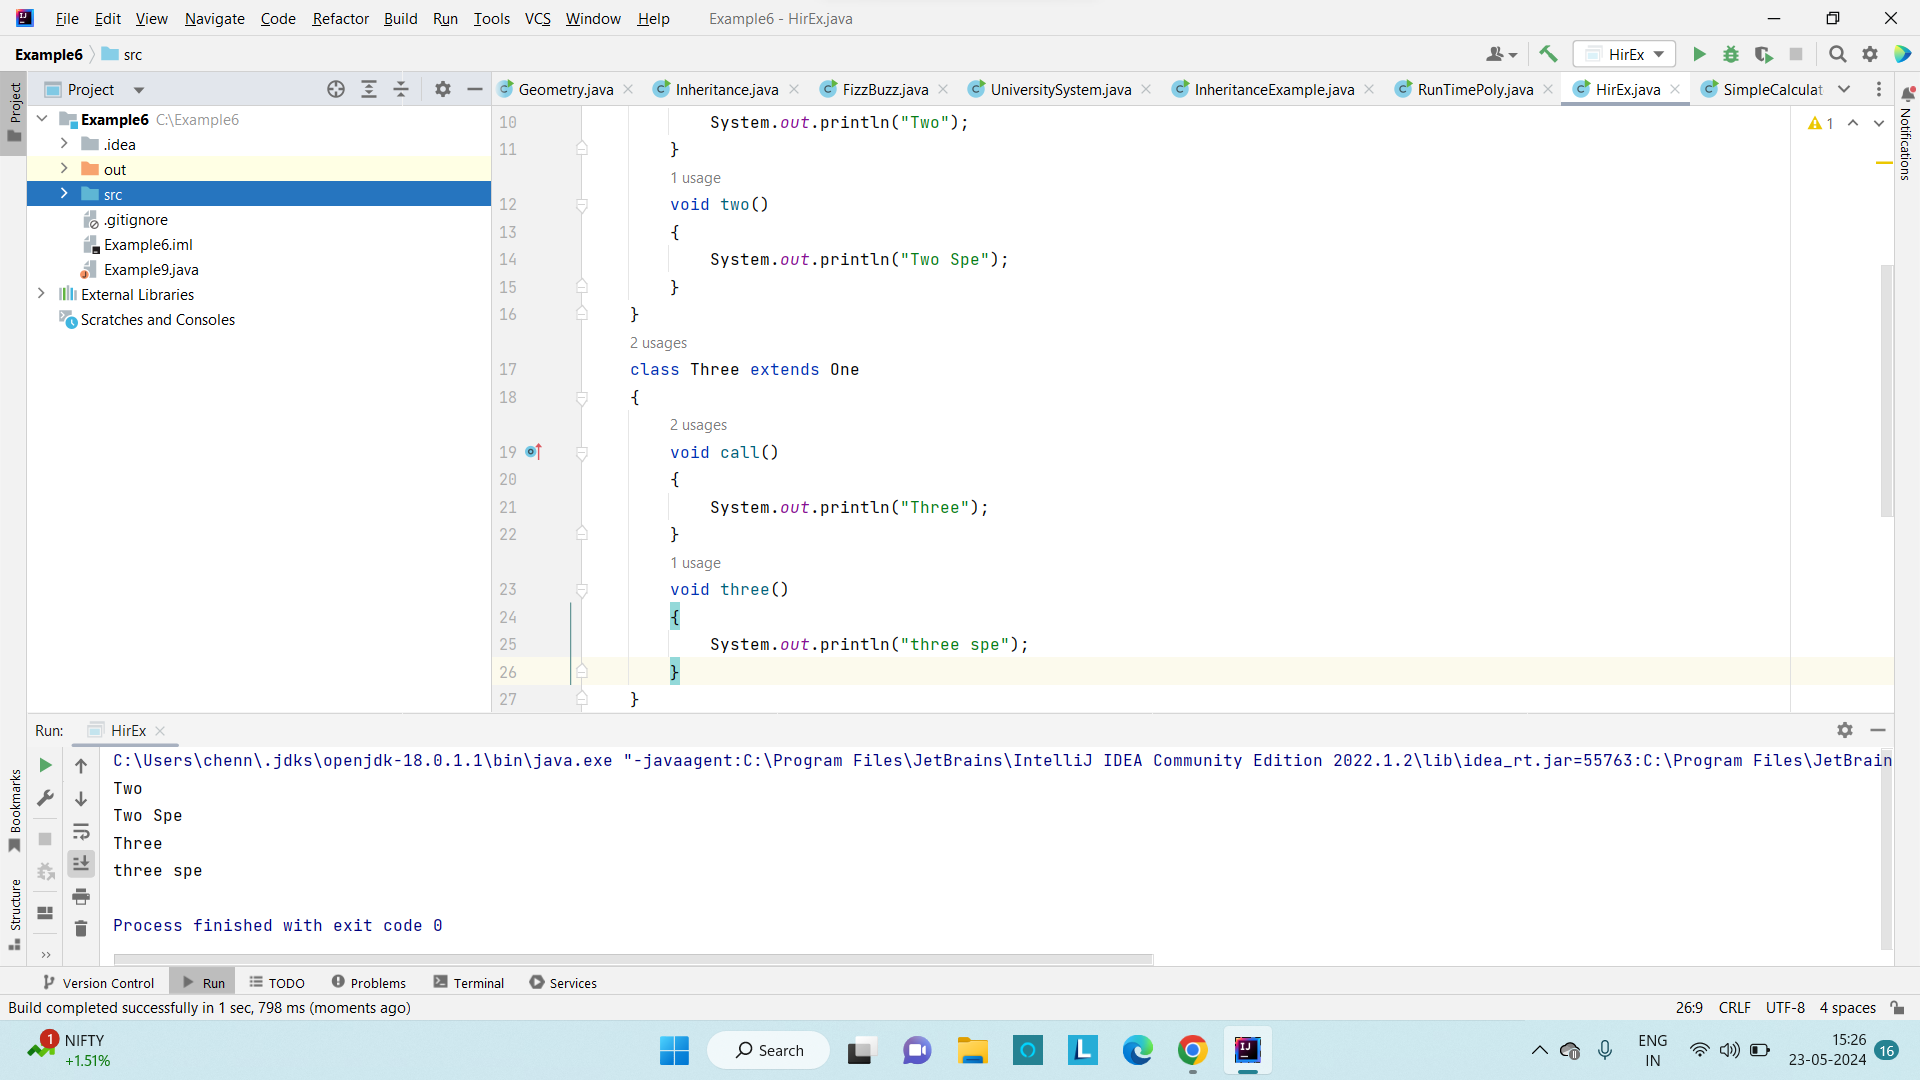 File Edit View Navigate Code Refactor Build Run Tools VCS Window Help Example6 - HirEx.java
Example6 src HirEx
Project Geometry.java Inheritance.java FizzBuzz.java UniversitySystem.java InheritanceExample.java RunTimePoly.java HirEx.java SimpleCalculat
Project
Notifications
Example6 C:\Example6
.idea
out
src
.gitignore
Example6.iml
Example9.java
External Libraries
Scratches and Consoles
1
10 System.out.println("Two");
11 }
1 usage
12 void two()
13 {
14 System.out.println("Two Spe");
15 }
16 }
2 usages
17 class Three extends One
18 {
2 usages
19 void call()
20 {
21 System.out.println("Three");
22 }
1 usage
23 void three()
24 {
25 System.out.println("three spe");
26 }
27 }
Run: HirEx
C:\Users\chenn\.jdks\openjdk-18.0.1.1\bin\java.exe "-javaagent:C:\Program Files\JetBrains\IntelliJ IDEA Community Edition 2022.1.2\lib\idea_rt.jar=55763:C:\Program Files\JetBrain
Two
Two Spe
Three
three spe
Process finished with exit code 0
Bookmarks
Structure
Version Control Run TODO Problems Terminal Services
Build completed successfully in 1 sec, 798 ms (moments ago) 26:9 CRLF UTF-8 4 spaces
1 NIFTY
+1.51%
Search
ENG
IN
15:26
23-05-2024
16